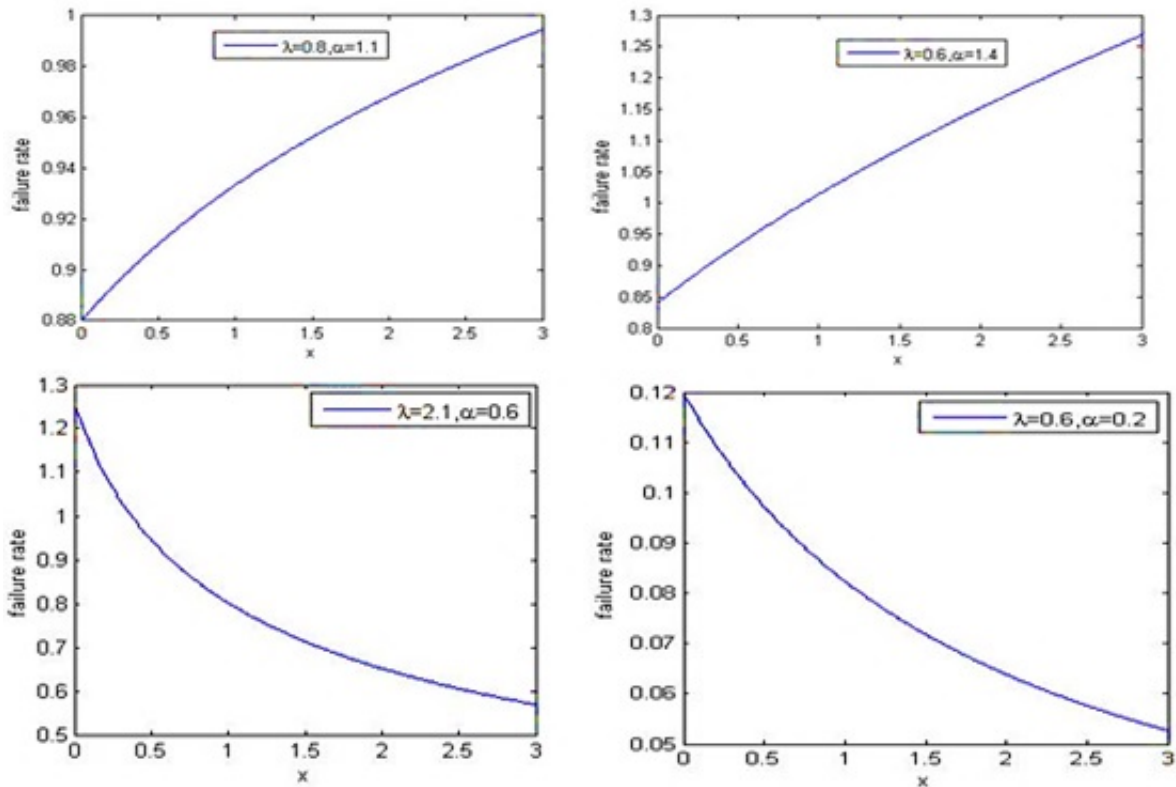 1
0.98
0.96
0.94
0.92
0.9
0.88
failure rate
λ=0.8,α=1.1
0 0.5 1 1.5 2 2.5 3
x
1.3
1.25
1.2
1.15
1.1
1.05
1
0.95
0.9
0.85
0.8
failure rate
λ=0.6,α=1.4
0 0.5 1 1.5 2 2.5 3
x
1.3
1.2
1.1
1
0.9
0.8
0.7
0.6
0.5
failure rate
λ=2.1,α=0.6
0 0.5 1 1.5 2 2.5 3
x
0.12
0.11
0.1
0.09
0.08
0.07
0.06
0.05
failure rate
λ=0.6,α=0.2
0 0.5 1 1.5 2 2.5 3
x